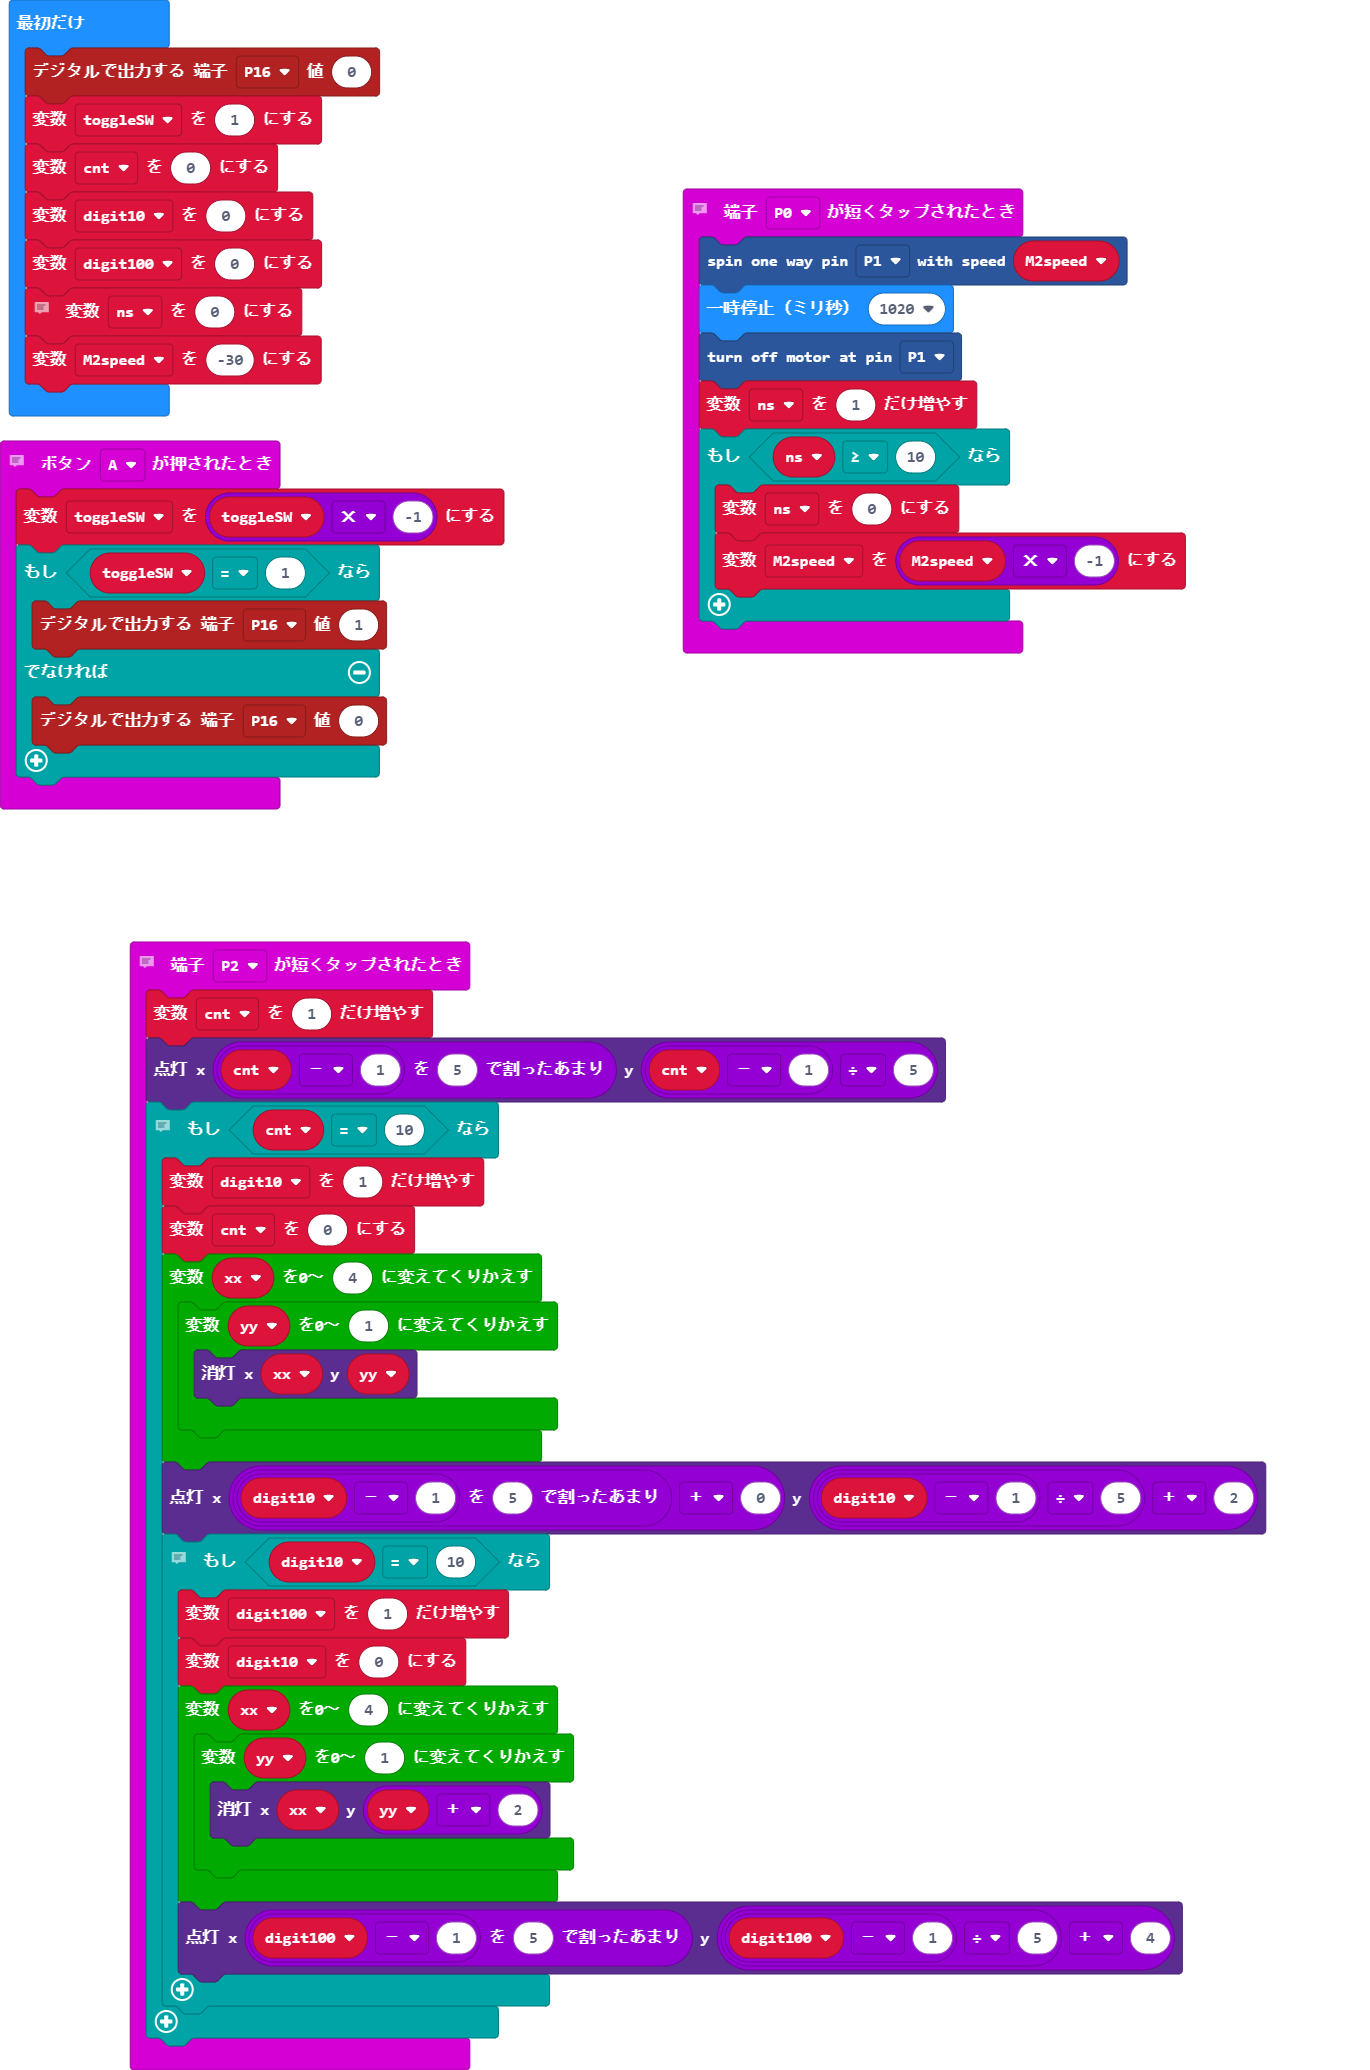 最初だけ
デジタルで出力する 端子 P16 値 0
変数 toggleSW を 1 にする
変数 cnt を 0 にする
変数 digit10 を 0 にする
変数 digit100 を 0 にする
変数 ns を 0 にする
変数 M2speed を -30 にする
端子 P0 が短くタップされたとき
spin one way pin P1 with speed M2speed
一時停止（ミリ秒） 1020
turn off motor at pin P1
変数 ns を 1 だけ増やす
もし ns ≥ 10 なら
変数 ns を 0 にする
変数 M2speed を M2speed × -1 にする
ボタン A が押されたとき
変数 toggleSW を toggleSW × -1 にする
もし toggleSW = 1 なら
デジタルで出力する 端子 P16 値 1
でなければ
デジタルで出力する 端子 P16 値 0
端子 P2 が短くタップされたとき
変数 cnt を 1 だけ増やす
点灯 x cnt - 1 を 5 で割ったあまり y cnt - 1 ÷ 5
もし cnt = 10 なら
変数 digit10 を 1 だけ増やす
変数 cnt を 0 にする
変数 xx を0～ 4 に変えてくりかえす
変数 yy を0～ 1 に変えてくりかえす
消灯 x xx y yy
点灯 x digit10 - 1 を 5 で割ったあまり + 0 y digit10 - 1 ÷ 5 + 2
もし digit10 = 10 なら
変数 digit100 を 1 だけ増やす
変数 digit10 を 0 にする
変数 xx を0～ 4 に変えてくりかえす
変数 yy を0～ 1 に変えてくりかえす
消灯 x xx y yy + 2
点灯 x digit100 - 1 を 5 で割ったあまり y digit100 - 1 ÷ 5 + 4